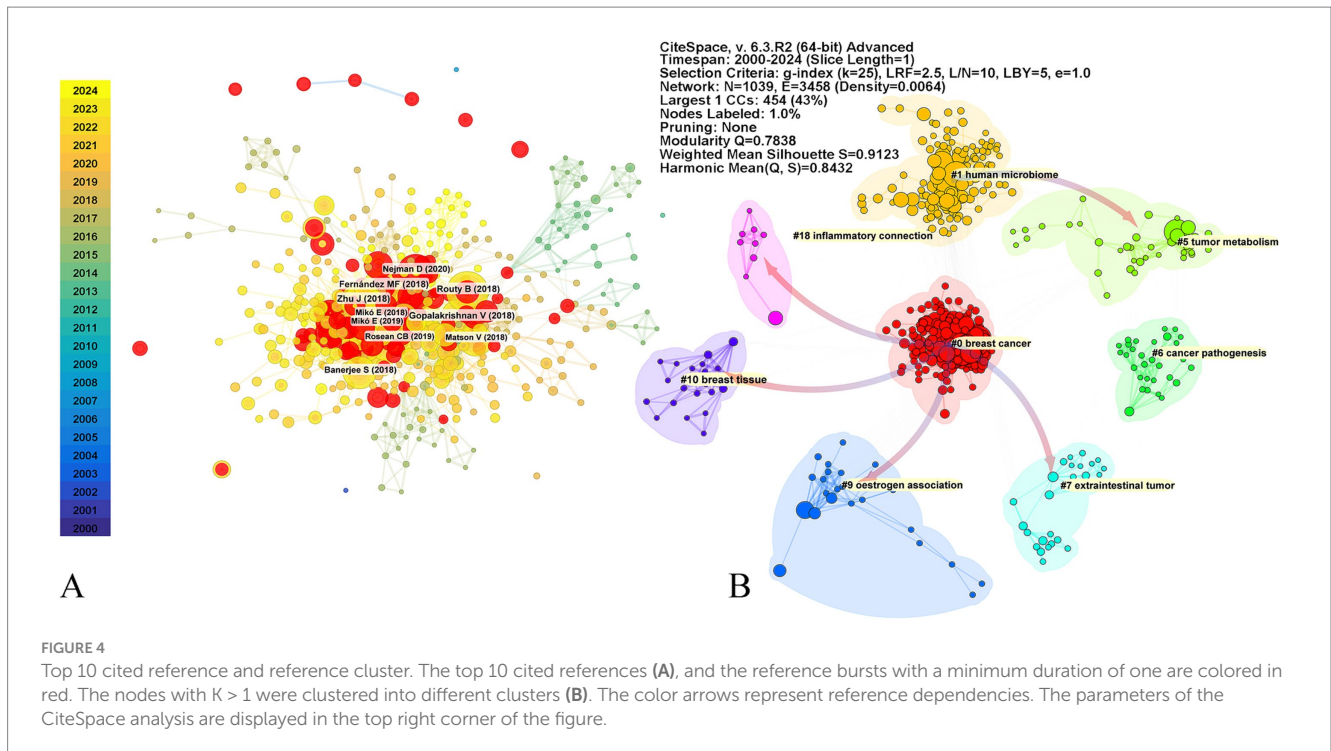 CiteSpace, v. 6.3.R2 (64-bit) Advanced
Timespan: 2000-2024 (Slice Length=1)
Selection Criteria: g-index (k=25), LRF=2.5, L/N=10, LBY=5, e=1.0
Network: N=1039, E=3458 (Density=0.0064)
Largest 1 CCs: 454 (43%)
Nodes Labeled: 1.0%
Pruning: None
Modularity Q=0.7838
Weighted Mean Silhouette S=0.9123
Harmonic Mean(Q, S)=0.8432
2024
2023
2022
2021
2020
2019
2018
2017
2016
2015
2014
2013
2012
2011
2010
2009
2008
2007
2006
2005
2004
2003
2002
2001
2000
Nejman D (2020)
Fernández MF (2018)
Routy B (2018)
Zhu J (2018)
Mikó E (2018)
Gopalakrishnan V (2018)
Mikó E (2019)
Rosean CB (2019)
Matson V (2018)
Banerjee S (2018)
A
#1 human microbiome
#18 inflammatory connection
#5 tumor metabolism
#0 breast cancer
#6 cancer pathogenesis
#10 breast tissue
#9 oestrogen association
#7 extraintestinal tumor
B
FIGURE 4
Top 10 cited reference and reference cluster. The top 10 cited references (A), and the reference bursts with a minimum duration of one are colored in
red. The nodes with K > 1 were clustered into different clusters (B). The color arrows represent reference dependencies. The parameters of the
CiteSpace analysis are displayed in the top right corner of the figure.